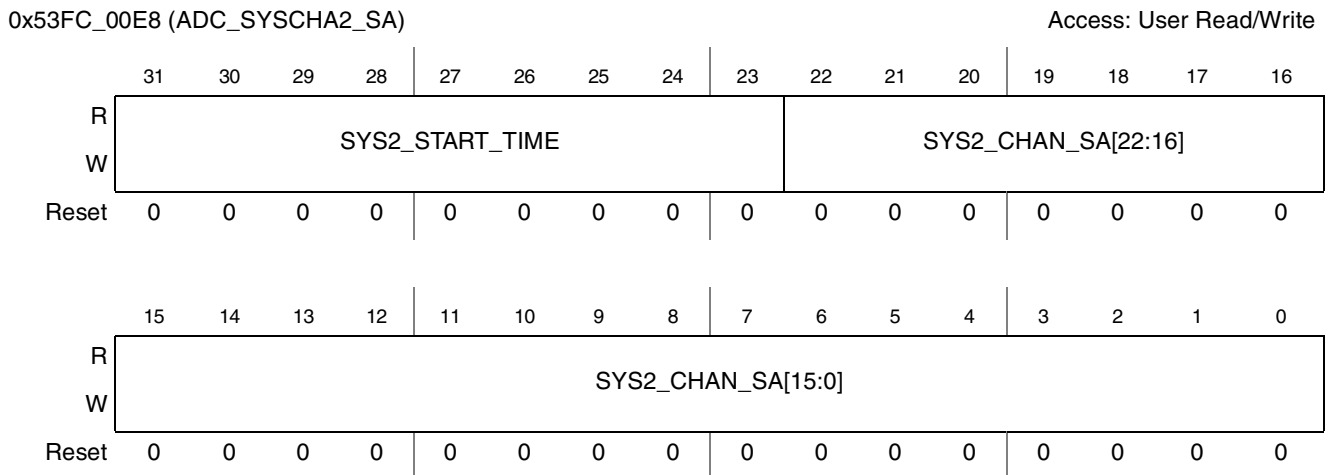 0x53FC_00E8 (ADC_SYSCHA2_SA) Access: User Read/Write
31 30 29 28 27 26 25 24 23 22 21 20 19 18 17 16
R
SYS2_START_TIME SYS2_CHAN_SA[22:16]
W
Reset 0 0 0 0 0 0 0 0 0 0 0 0 0 0 0 0
15 14 13 12 11 10 9 8 7 6 5 4 3 2 1 0
R
SYS2_CHAN_SA[15:0]
W
Reset 0 0 0 0 0 0 0 0 0 0 0 0 0 0 0 0